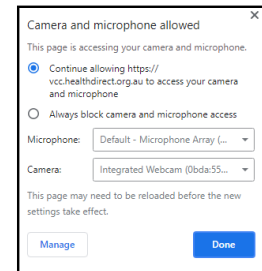 Camera and microphone allowed
This page is accessing your camera and microphone.
Continue allowing https://
vcc.healthdirect.org.au to access your camera
and microphone
Always block camera and microphone access
Microphone: Default - Microphone Array (...
Camera: Integrated Webcam (0bda:55...
This page may need to be reloaded before the new
settings take effect.
Manage Done